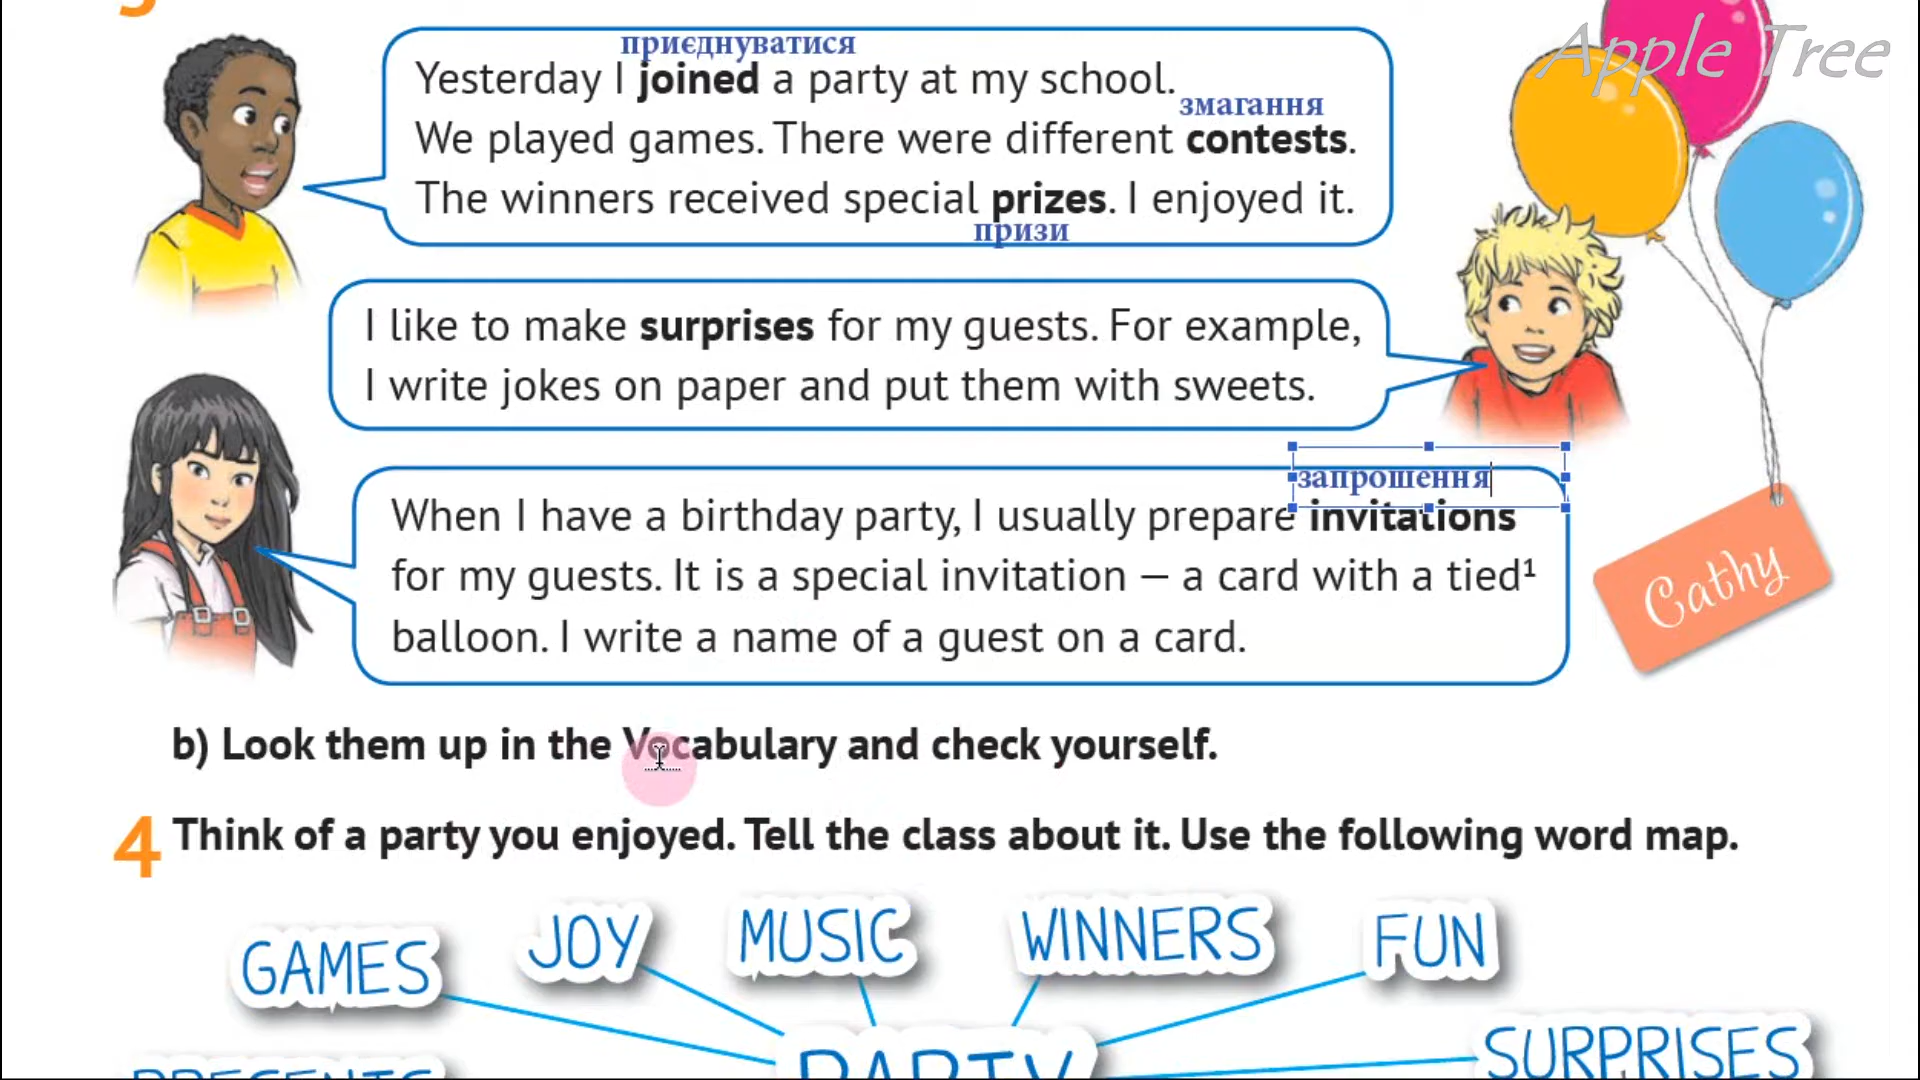 Apple Tree
приєднуватися
Yesterday I joined a party at my school.
змагання
We played games. There were different contests.
The winners received special prizes. I enjoyed it.
призи
I like to make surprises for my guests. For example,
I write jokes on paper and put them with sweets.
запрошення
When I have a birthday party, I usually prepare invitations
for my guests. It is a special invitation — a card with a tied¹
balloon. I write a name of a guest on a card.
Cathy
b) Look them up in the Vocabulary and check yourself.
4 Think of a party you enjoyed. Tell the class about it. Use the following word map.
GAMES JOY MUSIC WINNERS FUN
PRESENTS PARTY SURPRISES